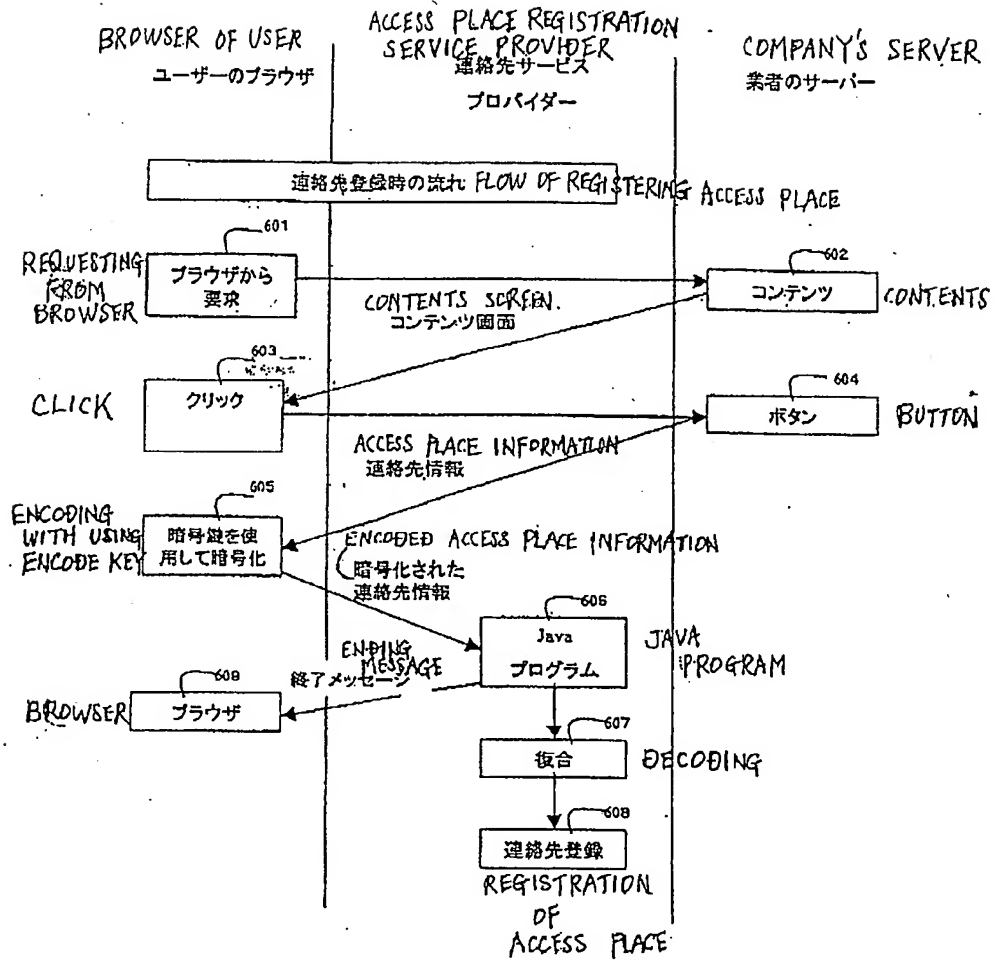 BROWSER OF USER
ユーザーのブラウザ
ACCESS PLACE REGISTRATION
SERVICE PROVIDER
連絡先サービス
プロバイダー
COMPANY'S SERVER
業者のサーバー
連絡先登録時の流れ FLOW OF REGISTERING ACCESS PLACE
REQUESTING
FROM
BROWSER
601
ブラウザから
要求
602
コンテンツ
CONTENTS
CONTENTS SCREEN
コンテンツ画面
CLICK
603
クリック
604
ボタン
BUTTON
ACCESS PLACE INFORMATION
連絡先情報
ENCODING
WITH USING
ENCODE KEY
605
暗号鍵を使
用して暗号化
ENCODED ACCESS PLACE INFORMATION
暗号化された
連絡先情報
606
Java
プログラム
JAVA
PROGRAM
ENDING
MESSAGE
終了メッセージ
BROWSER
609
ブラウザ
607
復合
DECODING
608
連絡先登録
REGISTRATION
OF
ACCESS PLACE